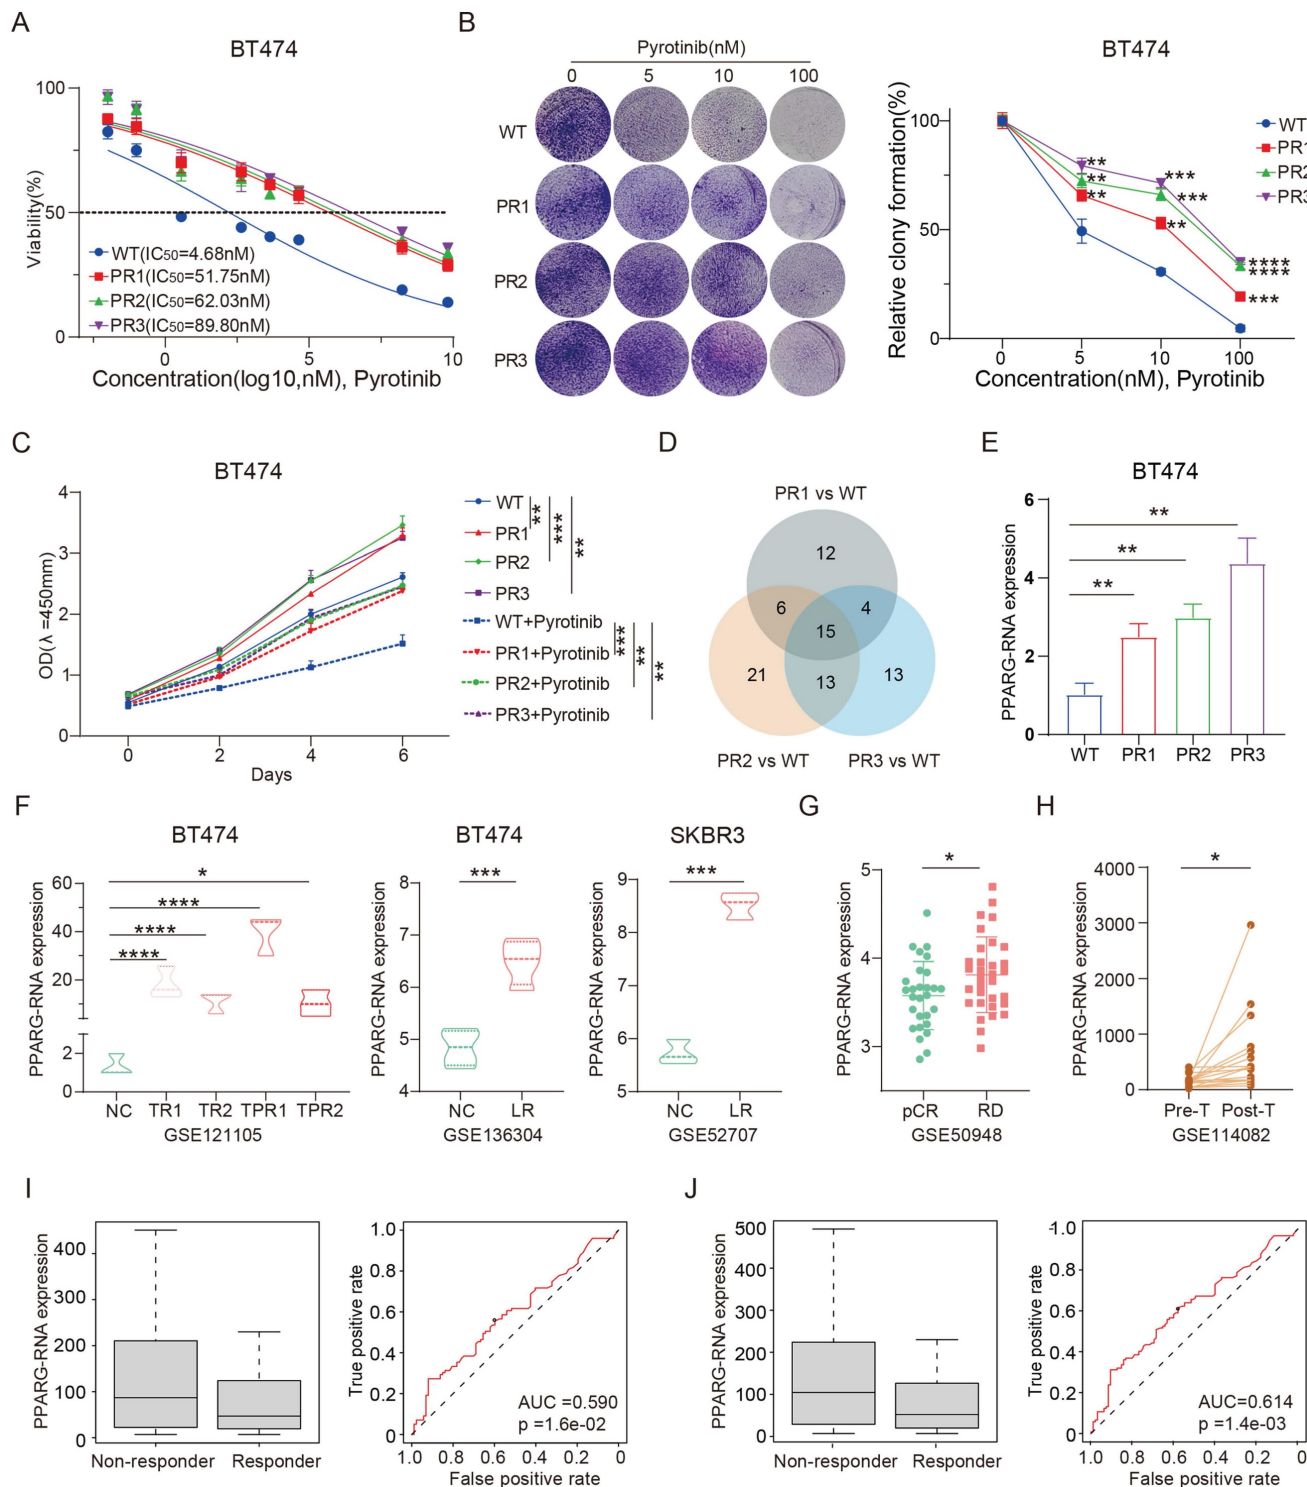 A
BT474
Viability(%)
100
50
0
WT(IC50=4.68nM)
PR1(IC50=51.75nM)
PR2(IC50=62.03nM)
PR3(IC50=89.80nM)
0 5 10
Concentration(log10,nM), Pyrotinib
B
Pyrotinib(nM)
0 5 10 100
WT
PR1
PR2
PR3
BT474
Relative clony formation(%)
100
50
0
WT
PR1
PR2
PR3
**
**
**
***
***
**
****
****
***
0 5 10 100
Concentration(nM), Pyrotinib
C
BT474
OD(λ =450mm)
4
3
2
1
0
0 2 4 6
Days
WT
PR1
PR2
PR3
WT+Pyrotinib
PR1+Pyrotinib
PR2+Pyrotinib
PR3+Pyrotinib
**
***
**
***
**
**
D
PR1 vs WT
12
6 4
15
21 13 13
PR2 vs WT PR3 vs WT
E
BT474
PPARG-RNA expression
6
4
2
0
**
**
**
WT PR1 PR2 PR3
F
BT474
PPARG-RNA expression
60
40
20
2
0
*
****
****
****
NC TR1 TR2 TPR1 TPR2
GSE121105
BT474
PPARG-RNA expression
8
7
6
5
4
***
NC LR
GSE136304
SKBR3
PPARG-RNA expression
9
8
7
6
5
***
NC LR
GSE52707
G
PPARG-RNA expression
5
4
3
*
pCR RD
GSE50948
H
PPARG-RNA expression
4000
3000
2000
1000
0
*
Pre-T Post-T
GSE114082
I
PPARG-RNA expression
400
300
200
100
0
Non-responder Responder
True positive rate
1.0
0.8
0.6
0.4
0.2
0
AUC =0.590
p =1.6e-02
1.0 0.8 0.6 0.4 0.2 0
False positive rate
J
PPARG-RNA expression
500
400
300
200
100
0
Non-responder Responder
True positive rate
1.0
0.8
0.6
0.4
0.2
0
AUC=0.614
p =1.4e-03
1.0 0.8 0.6 0.4 0.2 0
False positive rate